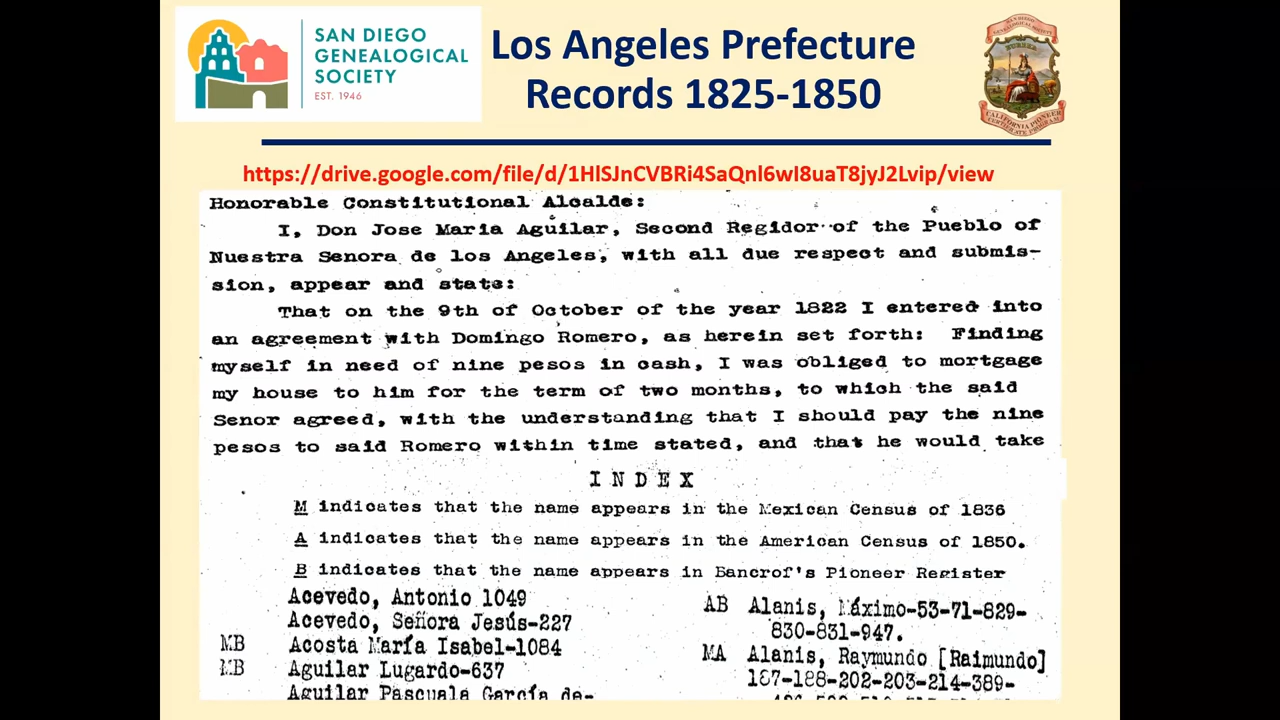 SAN DIEGO
GENEALOGICAL
SOCIETY
EST. 1946
Los Angeles Prefecture
Records 1825-1850
EUREKA
CALIFORNIA PIONEER
CERTIFICATE PROGRAM
https://drive.google.com/file/d/1HlSJnCVBRi4SaQnl6wI8uaT8jyJ2Lvip/view
Honorable Constitutional Alcalde:
I, Don Jose Maria Aguilar, Second Regidor of the Pueblo of
Nuestra Senora de los Angeles, with all due respect and submis-
sion, appear and state:
That on the 9th of October of the year 1822 I entered into
an agreement with Domingo Romero, as herein set forth: Finding
myself in need of nine pesos in cash, I was obliged to mortgage
my house to him for the term of two months, to which the said
Senor agreed, with the understanding that I should pay the nine
pesos to said Romero within time stated, and that he would take
INDEX
M indicates that the name appears in the Mexican Census of 1836
A indicates that the name appears in the American Census of 1850.
B indicates that the name appears in Bancrof's Pioneer Register
Acevedo, Antonio 1049
Acevedo, Señora Jesús-227
MB Acosta María Isabel-1084
MB Aguilar Lugardo-637
Aguilar Pascuala García de-
AB Alanis, Máximo-53-71-829-
830-831-947.
MA Alanis, Raymundo [Raimundo]
187-188-202-203-214-389-